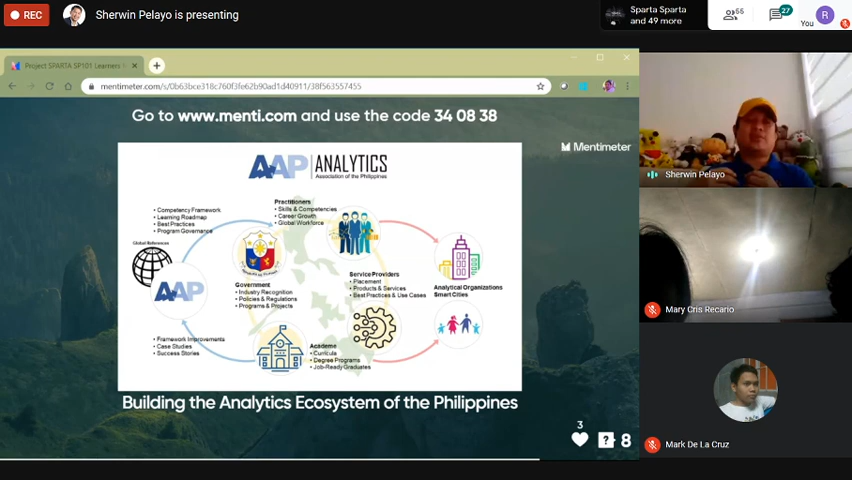 REC
Sherwin Pelayo is presenting
Sparta Sparta
and 49 more
55
27
You
R
Project SPARTA SP101 Learners
mentimeter.com/s/0b63bce318c760f3fe62b90ad1d40911/38f563557455
Go to www.menti.com and use the code 34 08 38
Mentimeter
AAP ANALYTICS
Association of the Philippines
• Competency Framework
• Learning Roadmap
• Best Practices
• Program Governance
Practitioners
• Skills & Competencies
• Career Growth
• Global Workforce
Global References
AAP
Government
• Industry Recognition
• Policies & Regulations
• Programs & Projects
Service Providers
• Placement
• Products & Services
• Best Practices & Use Cases
Analytical Organizations
Smart Cities
• Framework Improvements
• Case Studies
• Success Stories
Academe
• Curricula
• Degree Programs
• Job-Ready Graduates
Building the Analytics Ecosystem of the Philippines
3
? 8
Sherwin Pelayo
Mary Cris Recario
Mark De La Cruz